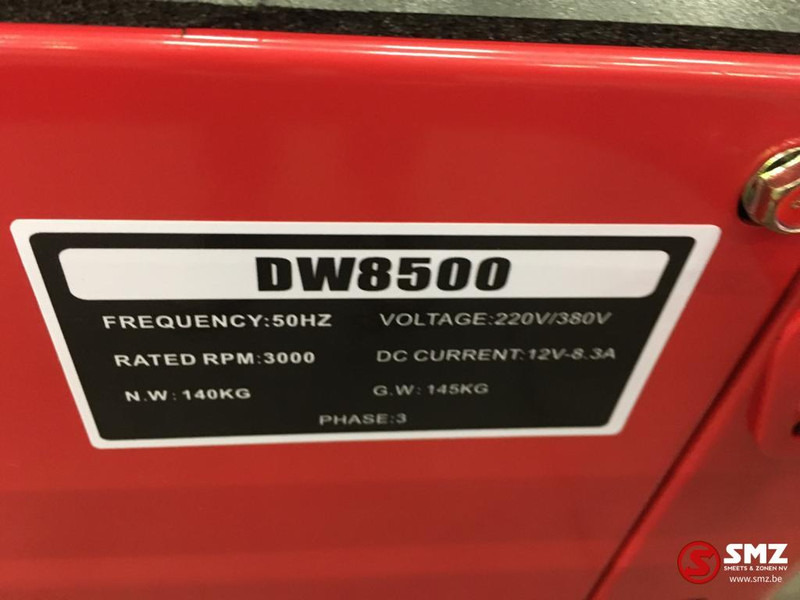 DW8500
FREQUENCY:50HZ VOLTAGE:220V/380V
RATED RPM:3000 DC CURRENT:12V-8.3A
N.W:140KG G.W:145KG
PHASE:3
SMZ
SMEETS & ZONEN NV
www.smz.be